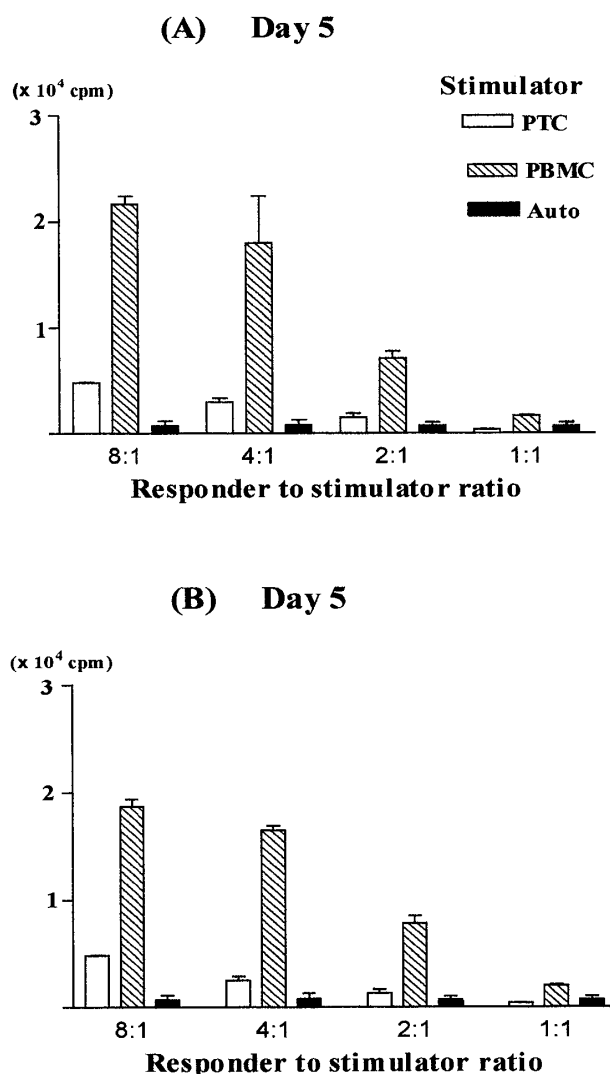 (A) Day 5
(x 10⁴ cpm)
Stimulator
PTC
PBMC
Auto
3
2
1
8:1 4:1 2:1 1:1
Responder to stimulator ratio
(B) Day 5
(x 10⁴ cpm)
3
2
1
8:1 4:1 2:1 1:1
Responder to stimulator ratio